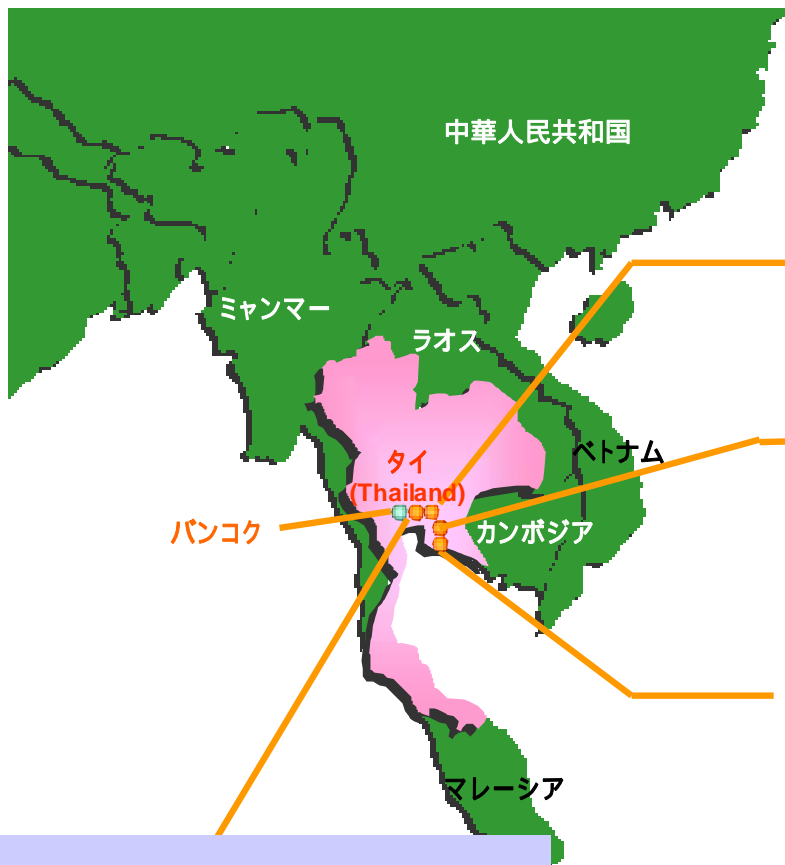 中華人民共和国
ミャンマー
ラオス
ベトナム
タイ
(Thailand)
バンコク
カンボジア
マレーシア